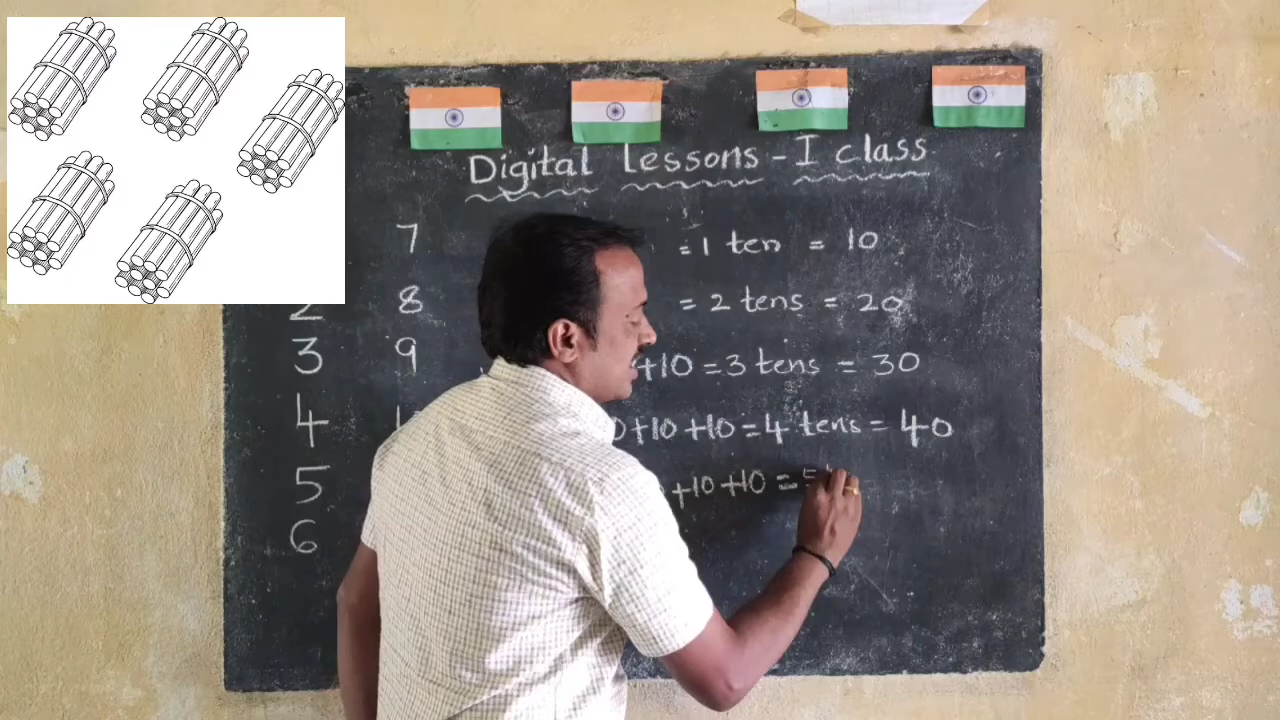 Digital Lessons - I class
7 = 1 ten = 10
2 8 = 2 tens = 20
3 9 +10 = 3 tens = 30
4 +10 +10 = 4 tens = 40
5 +10 +10 = 5
6